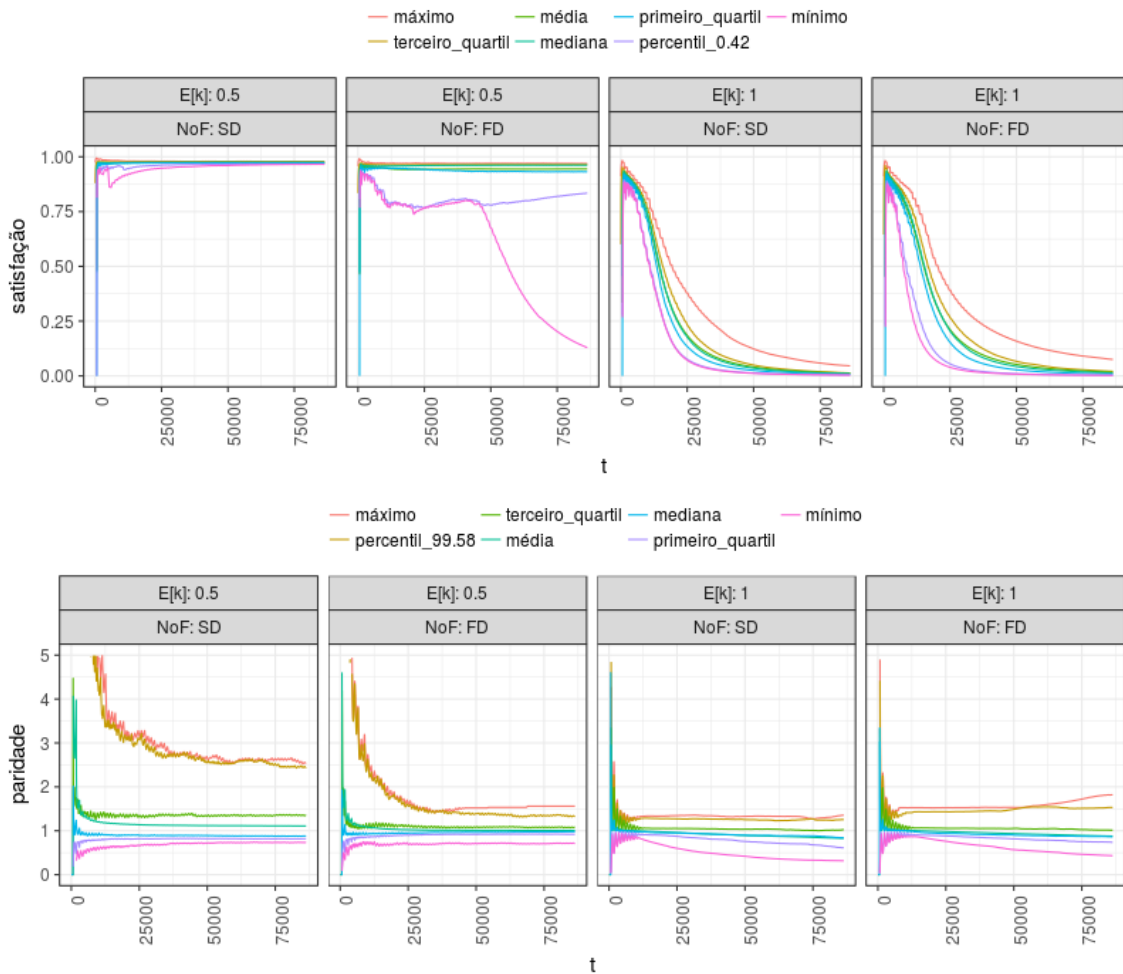 máximo média primeiro_quartil mínimo
terceiro_quartil mediana percentil_0.42
E[k]: 0.5 E[k]: 0.5 E[k]: 1 E[k]: 1
NoF: SD NoF: FD NoF: SD NoF: FD
1.00
0.75
0.50
0.25
0.00
satisfação
0 25000 50000 75000 0 25000 50000 75000 0 25000 50000 75000 0 25000 50000 75000
t
máximo terceiro_quartil mediana mínimo
percentil_99.58 média primeiro_quartil
E[k]: 0.5 E[k]: 0.5 E[k]: 1 E[k]: 1
NoF: SD NoF: FD NoF: SD NoF: FD
5
4
3
2
1
0
paridade
0 25000 50000 75000 0 25000 50000 75000 0 25000 50000 75000 0 25000 50000 75000
t